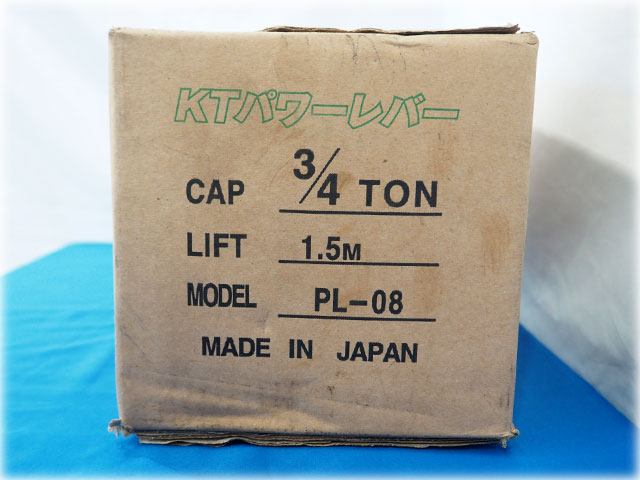 KTパワーレバー
CAP 3/4 TON
LIFT 1.5M
MODEL PL-08
MADE IN JAPAN